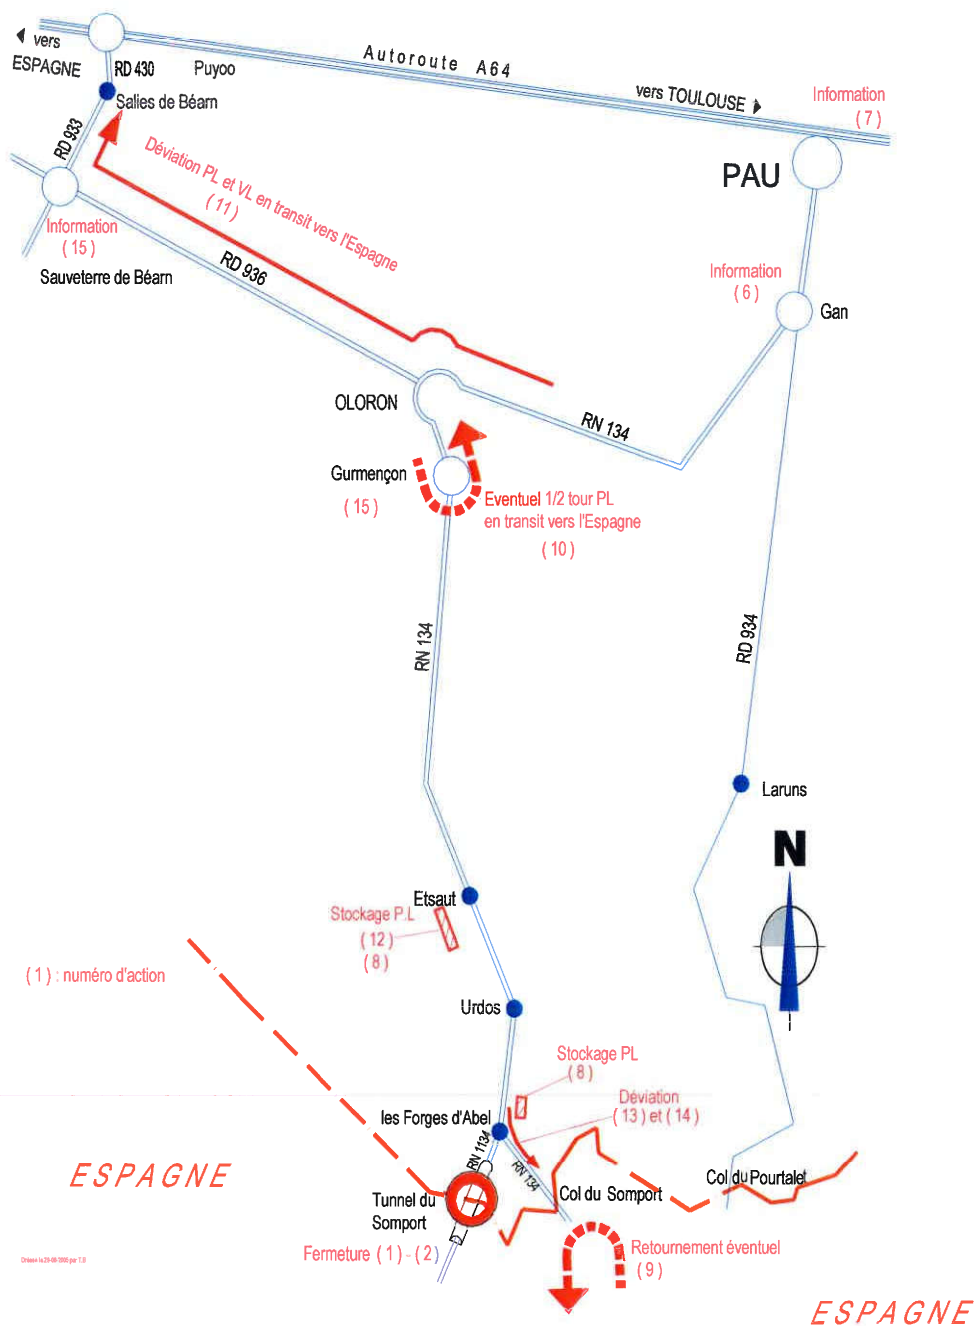 vers
ESPAGNE
RD 430
Puyoo
Autoroute A64
vers TOULOUSE
Information
( 7 )
Salies de Béarn
RD 933
PAU
Déviation PL et VL en transit vers l'Espagne
( 11 )
Information
( 15 )
Sauveterre de Béarn
RD 936
Information
( 6 )
Gan
OLORON
RN 134
Gurmençon
( 15 )
Eventuel 1/2 tour PL
en transit vers l'Espagne
( 10 )
RN 134
RD 934
Laruns
N
Etsaut
Stockage P.L
( 12 )
( 8 )
( 1 ) : numéro d'action
Urdos
Stockage PL
( 8 )
Déviation
( 13 ) et ( 14 )
les Forges d'Abel
RN 1134
RN 134
ESPAGNE
Tunnel du
Somport
Col du Somport
Col du Pourtalet
Fermeture ( 1 ) - ( 2 )
Retournement éventuel
( 9 )
ESPAGNE